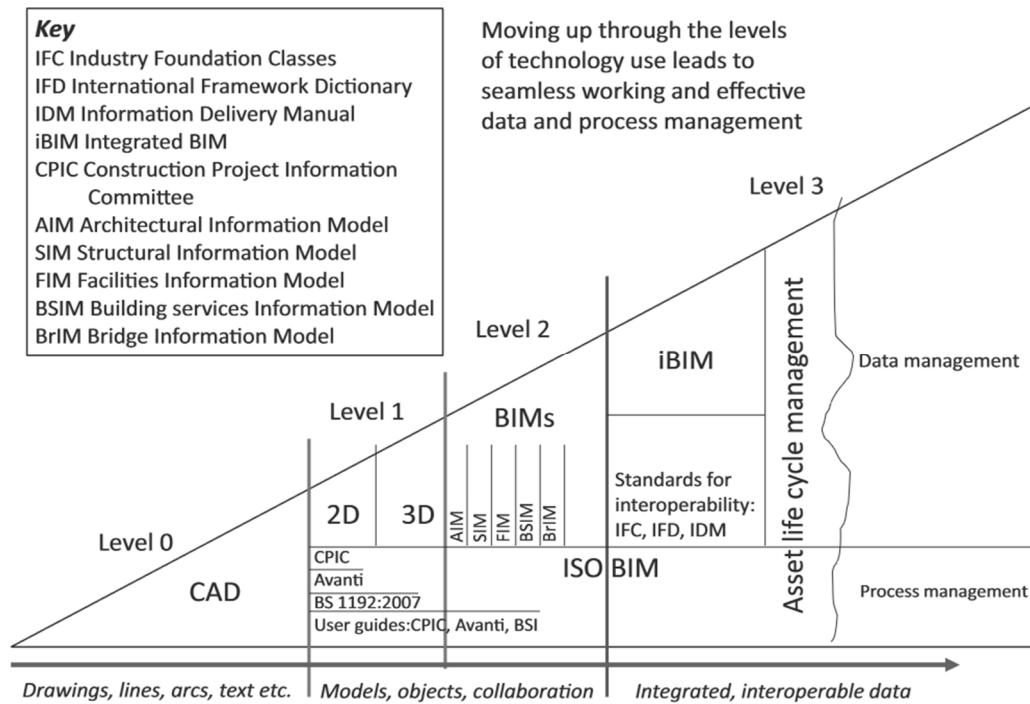 Key
IFC Industry Foundation Classes
IFD International Framework Dictionary
IDM Information Delivery Manual
iBIM Integrated BIM
CPIC Construction Project Information
Committee
AIM Architectural Information Model
SIM Structural Information Model
FIM Facilities Information Model
BSIM Building services Information Model
BrIM Bridge Information Model
Moving up through the levels
of technology use leads to
seamless working and effective
data and process management
Level 3
Level 2
Level 1
Level 0
iBIM
BIMs
Data management
Asset life cycle management
2D
3D
AIM
SIM
FIM
BSIM
BrIM
Standards for
interoperability:
IFC, IFD, IDM
CAD
CPIC
Avanti
BS 1192:2007
User guides:CPIC, Avanti, BSI
ISO BIM
Process management
Drawings, lines, arcs, text etc.
Models, objects, collaboration
Integrated, interoperable data